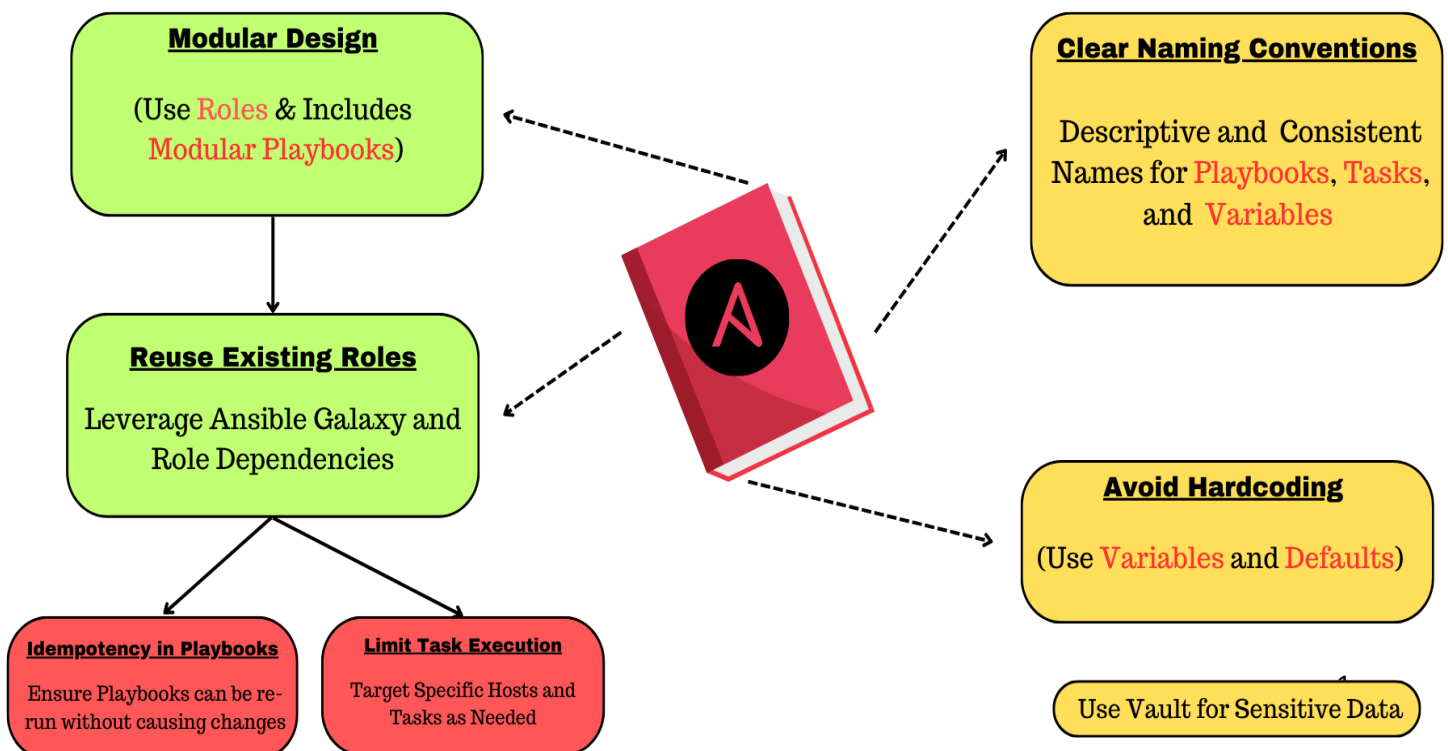 Modular Design
(Use Roles & Includes
Modular Playbooks)
Reuse Existing Roles
Leverage Ansible Galaxy and
Role Dependencies
Idempotency in Playbooks
Ensure Playbooks can be re-
run without causing changes
Limit Task Execution
Target Specific Hosts and
Tasks as Needed
Clear Naming Conventions
Descriptive and Consistent
Names for Playbooks, Tasks,
and Variables
Avoid Hardcoding
(Use Variables and Defaults)
Use Vault for Sensitive Data